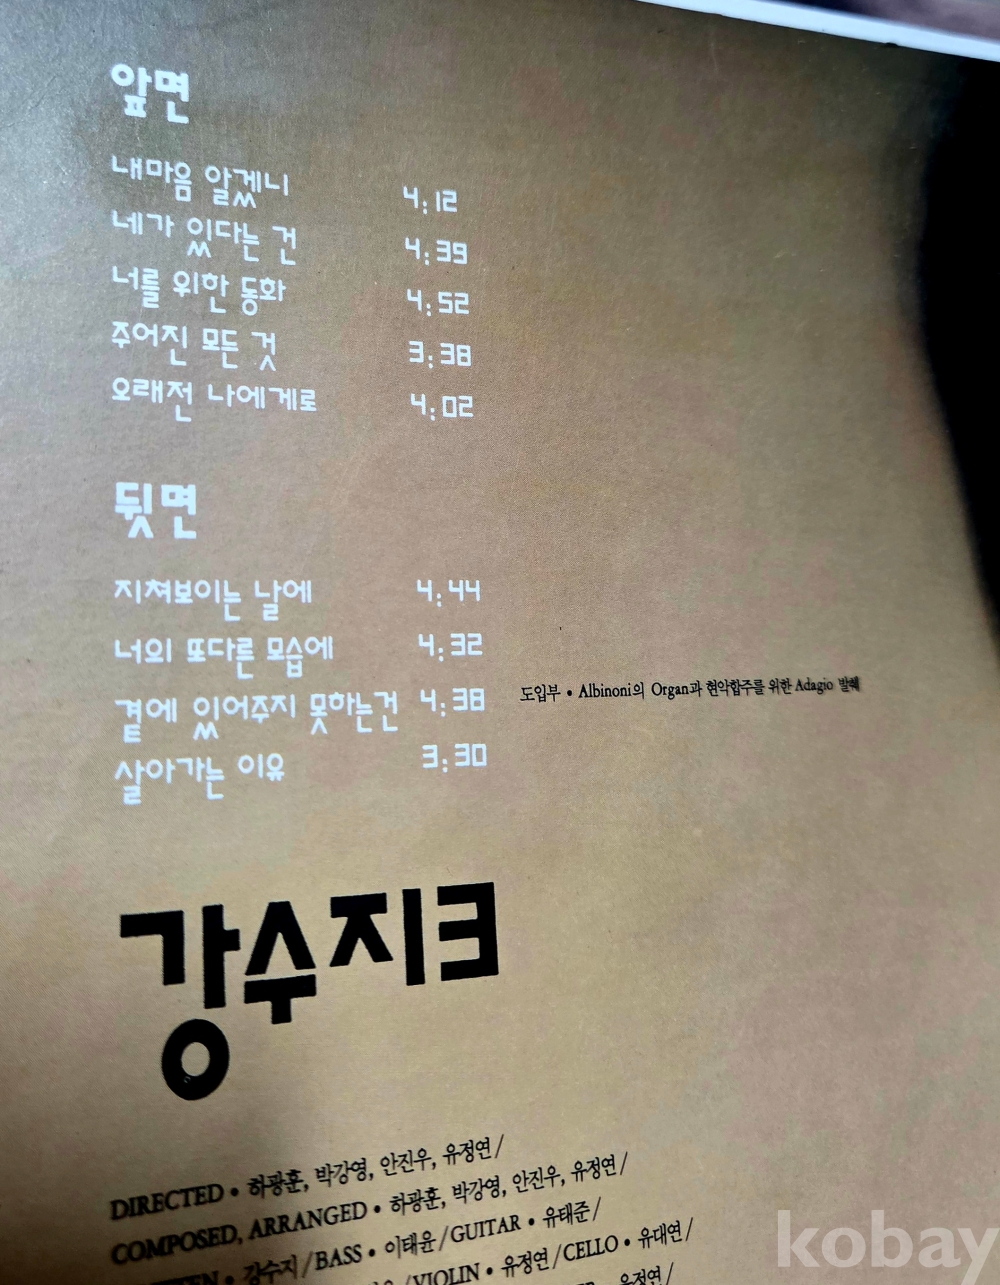 앞면
내마음 알겠니 4:12
네가 있다는 건 4:39
너를 위한 동화 4:52
주어진 모든 것 3:38
오래전 나에게로 4:02
뒷면
지쳐보이는 날에 4:44
너의 또다른 모습에 4:32
곁에 있어주지 못하는건 4:38 도입부 • Albinoni의 Organ과 현악합주를 위한 Adagio 발췌
살아가는 이유 3:30
강수지3
DIRECTED • 하광훈, 박강영, 안진우, 유정연/
COMPOSED, ARRANGED • 하광훈, 박강영, 안진우, 유정연/
• 강수지/BASS • 이태윤/GUITAR • 유태준/
/VIOLIN • 유정연/CELLO • 유대연/
• 유정연/
kobay